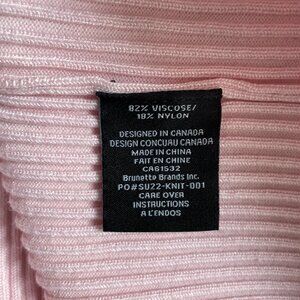 82% VISCOSE/
18% NYLON
DESIGNED IN CANADA
DESIGN CONCUAU CANADA
MADE IN CHINA
FAIT EN CHINE
CA61532
Brunette Brands Inc.
PO#SU22-KNIT-001
CARE OVER
INSTRUCTIONS
A L'ENDOS